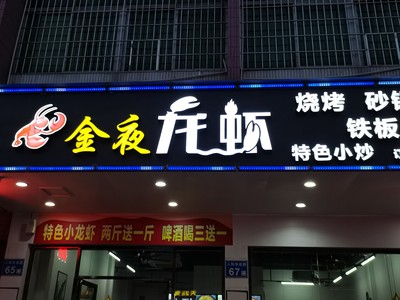 金夜龙虾
烧烤 砂锅
铁板
特色小炒
特色小龙虾 两斤送一斤 啤酒喝三送一
65
67